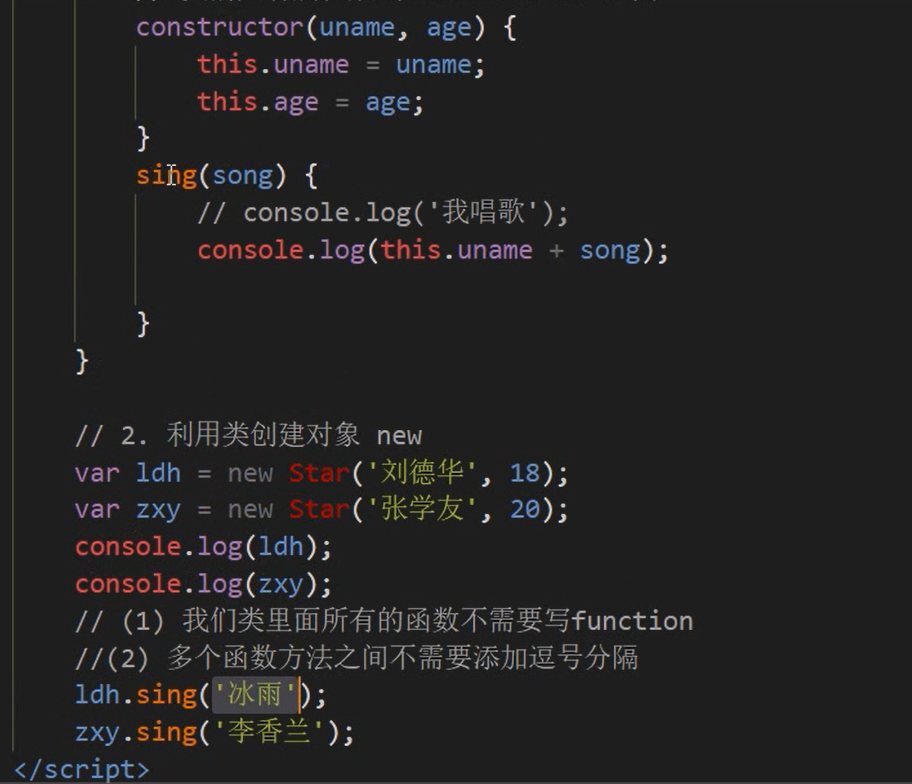 constructor(uname, age) {
this.uname = uname;
this.age = age;
}
sing(song) {
// console.log('我唱歌');
console.log(this.uname + song);
}
}
// 2. 利用类创建对象 new
var ldh = new Star('刘德华', 18);
var zxy = new Star('张学友', 20);
console.log(ldh);
console.log(zxy);
// (1) 我们类里面所有的函数不需要写function
//(2) 多个函数方法之间不需要添加逗号分隔
ldh.sing('冰雨');
zxy.sing('李香兰');
</script>